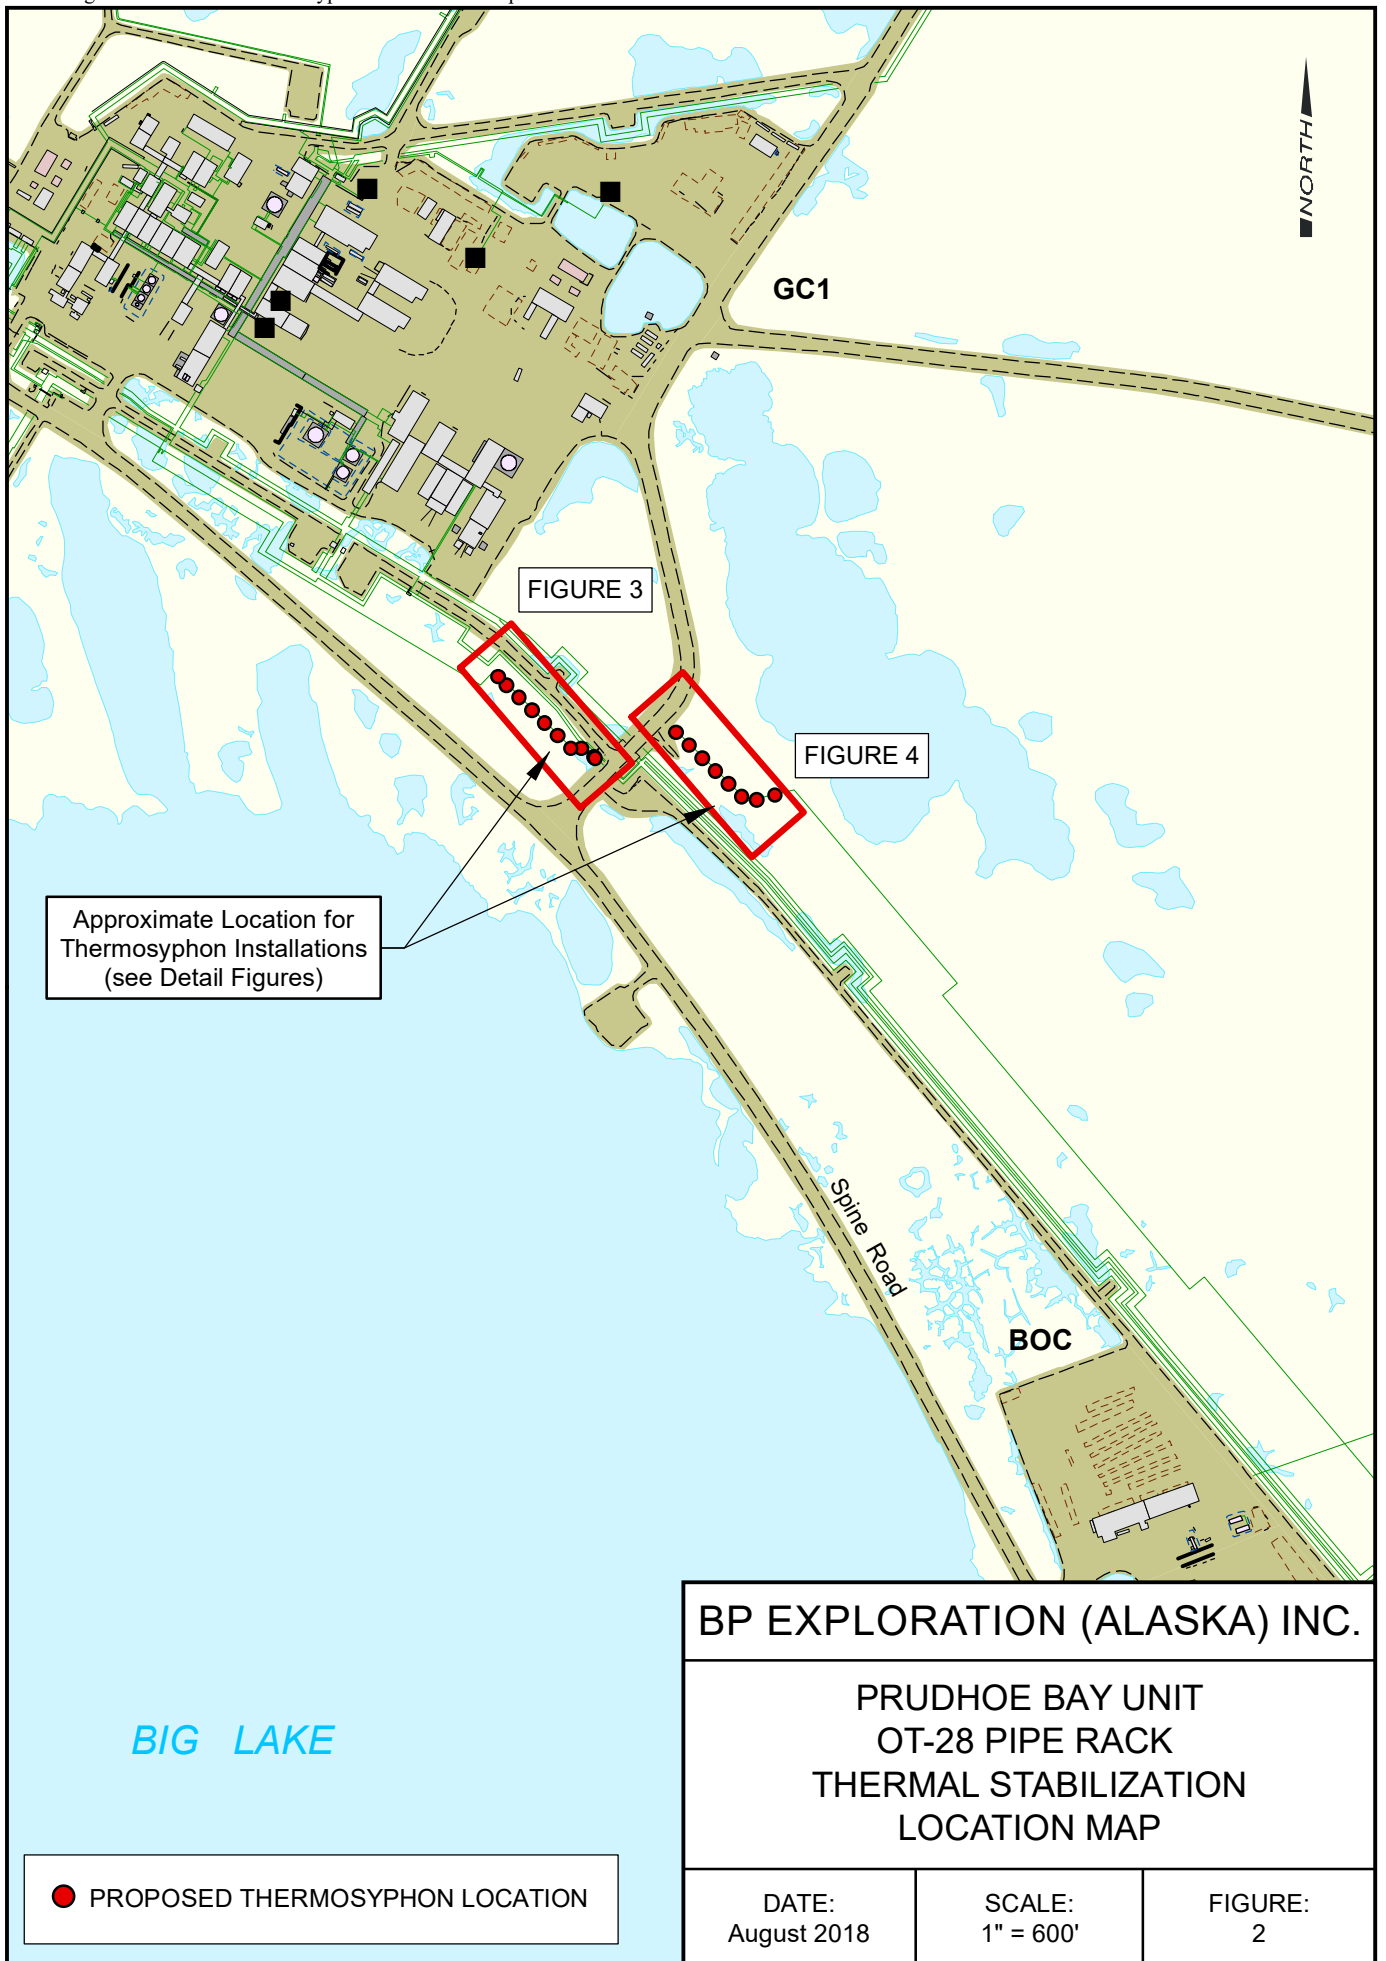 NORTH
GC1
FIGURE 3
FIGURE 4
Approximate Location for
Thermosyphon Installations
(see Detail Figures)
Spine Road
BOC
BIG LAKE
PROPOSED THERMOSYPHON LOCATION
BP EXPLORATION (ALASKA) INC.
PRUDHOE BAY UNIT
OT-28 PIPE RACK
THERMAL STABILIZATION
LOCATION MAP
DATE:
August 2018
SCALE:
1" = 600'
FIGURE:
2